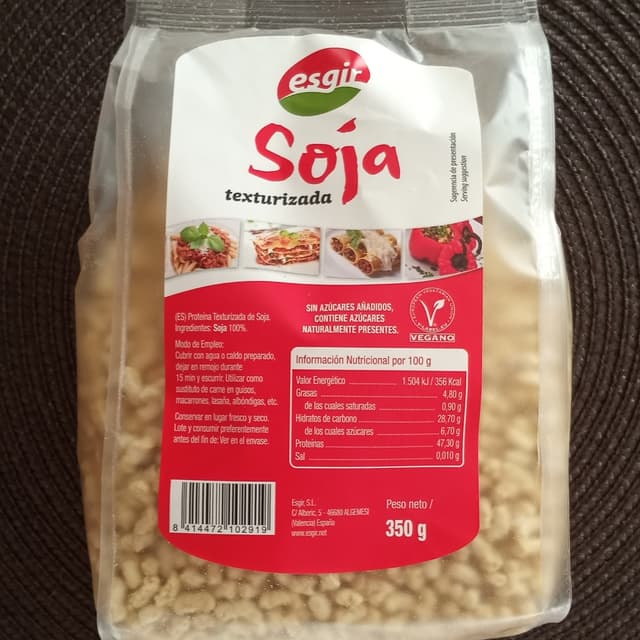 esgir
Soja
texturizada
Sugerencia de presentación
Serving suggestion
(ES) Proteína Texturizada de Soja.
Ingredientes: Soja 100%.
Modo de Empleo:
Cubrir con agua o caldo preparado,
dejar en remojo durante
15 min y escurrir. Utilizar como
sustituto de carne en guisos,
macarrones, lasaña, albóndigas, etc.
Conservar en lugar fresco y seco.
Lote y consumir preferentemente
antes del fin de: Ver en el envase.
SIN AZÚCARES AÑADIDOS,
CONTIENE AZÚCARES
NATURALMENTE PRESENTES.
V-LABEL.EU
VEGANO
Información Nutricional por 100 g
Valor Energético 1.504 kJ / 356 Kcal
Grasas 4,80 g
de las cuales saturadas 0,90 g
Hidratos de carbono 28,70 g
de los cuales azúcares 6,70 g
Proteínas 47,30 g
Sal 0,010 g
8 414472 102919
Esgir, S.L.
C/ Alberic, 5 - 46680 ALGEMESÍ
(Valencia) España
www.esgir.net
Peso neto /
350 g